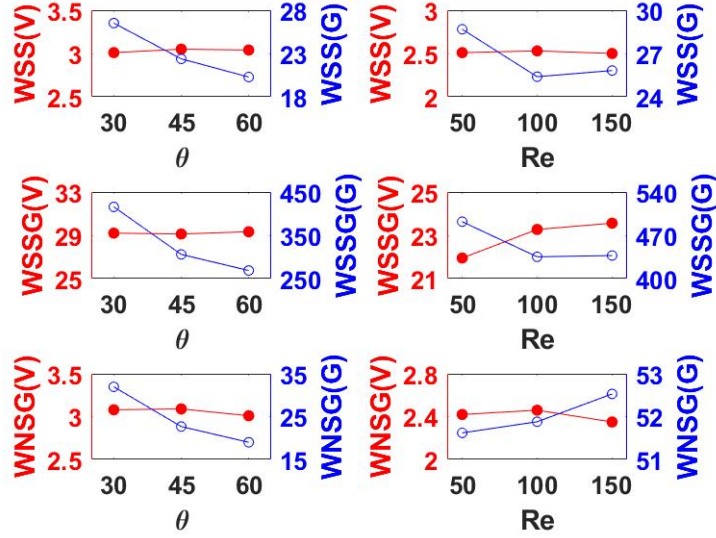 WSS(V)
3.5
3
2.5
28
23
18
WSS(G)
30 45 60
θ
WSS(V)
3
2.5
2
30
27
24
WSS(G)
50 100 150
Re
WSSG(V)
33
29
25
450
350
250
WSSG(G)
30 45 60
θ
WSSG(V)
25
23
21
540
470
400
WSSG(G)
50 100 150
Re
WNSG(V)
3.5
3
2.5
35
25
15
WNSG(G)
30 45 60
θ
WNSG(V)
2.8
2.4
2
53
52
51
WNSG(G)
50 100 150
Re